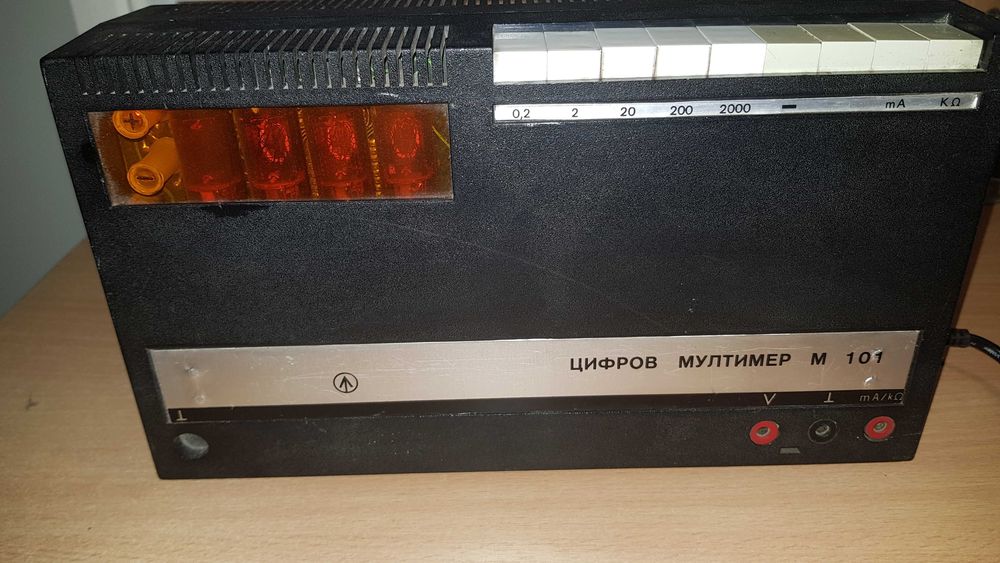 0,2 2 20 200 2000 mA KΩ
ЦИФРОВ МУЛТИМЕР М 101
V ⊥ mA/kΩ
⊥